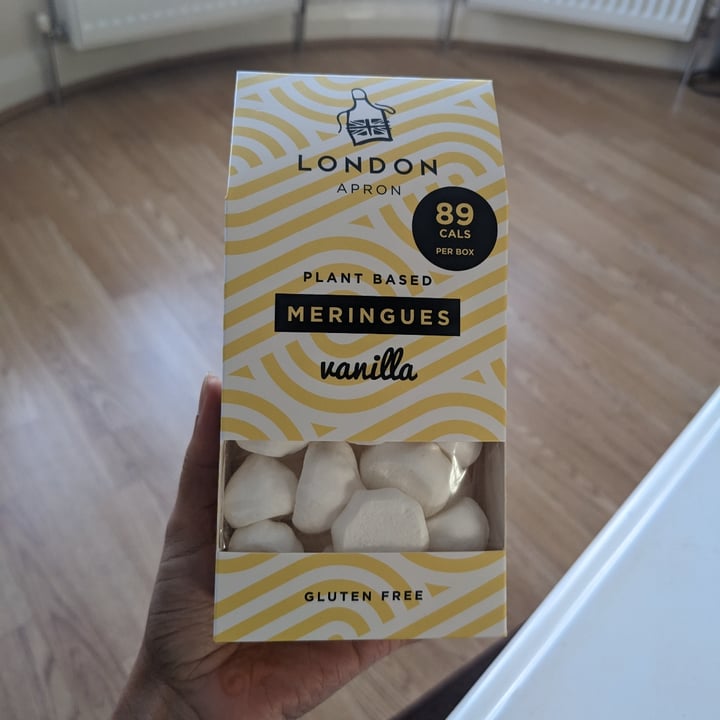 LONDON
APRON
89
CALS
PER BOX
PLANT BASED
MERINGUES
vanilla
GLUTEN FREE